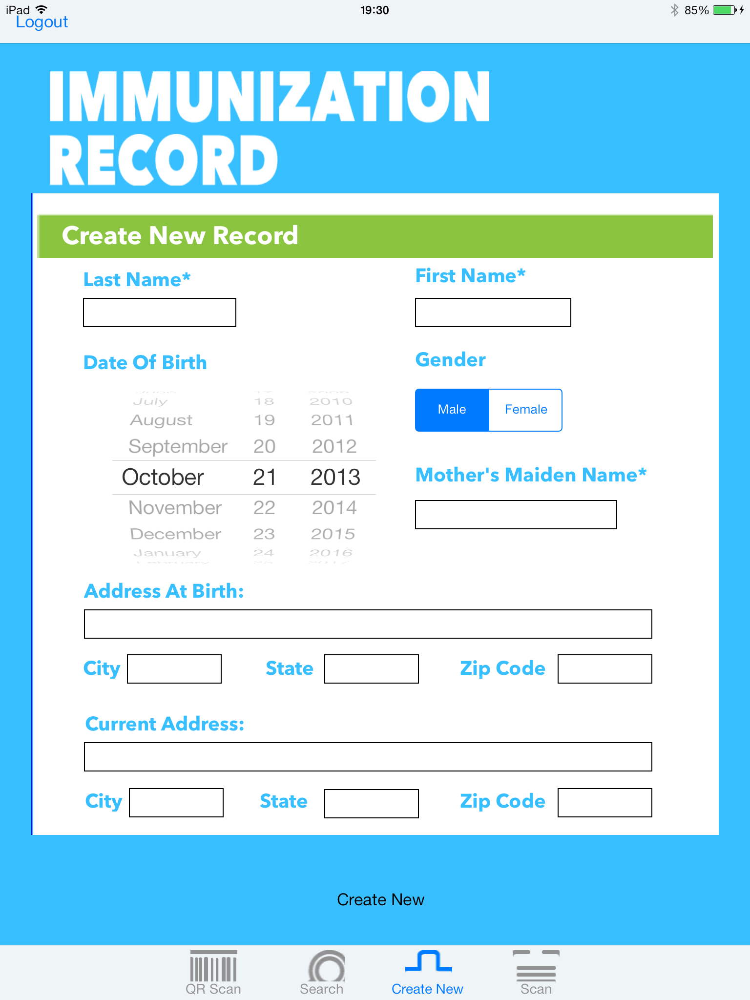 iPad 19:30 85%
Logout
IMMUNIZATION
RECORD
Create New Record
Last Name* First Name*
Date Of Birth Gender
July 18 2010
August 19 2011
September 20 2012
October 21 2013
November 22 2014
December 23 2015
January 24 2016
Male Female
Mother's Maiden Name*
Address At Birth:
City State Zip Code
Current Address:
City State Zip Code
Create New
QR Scan Search Create New Scan